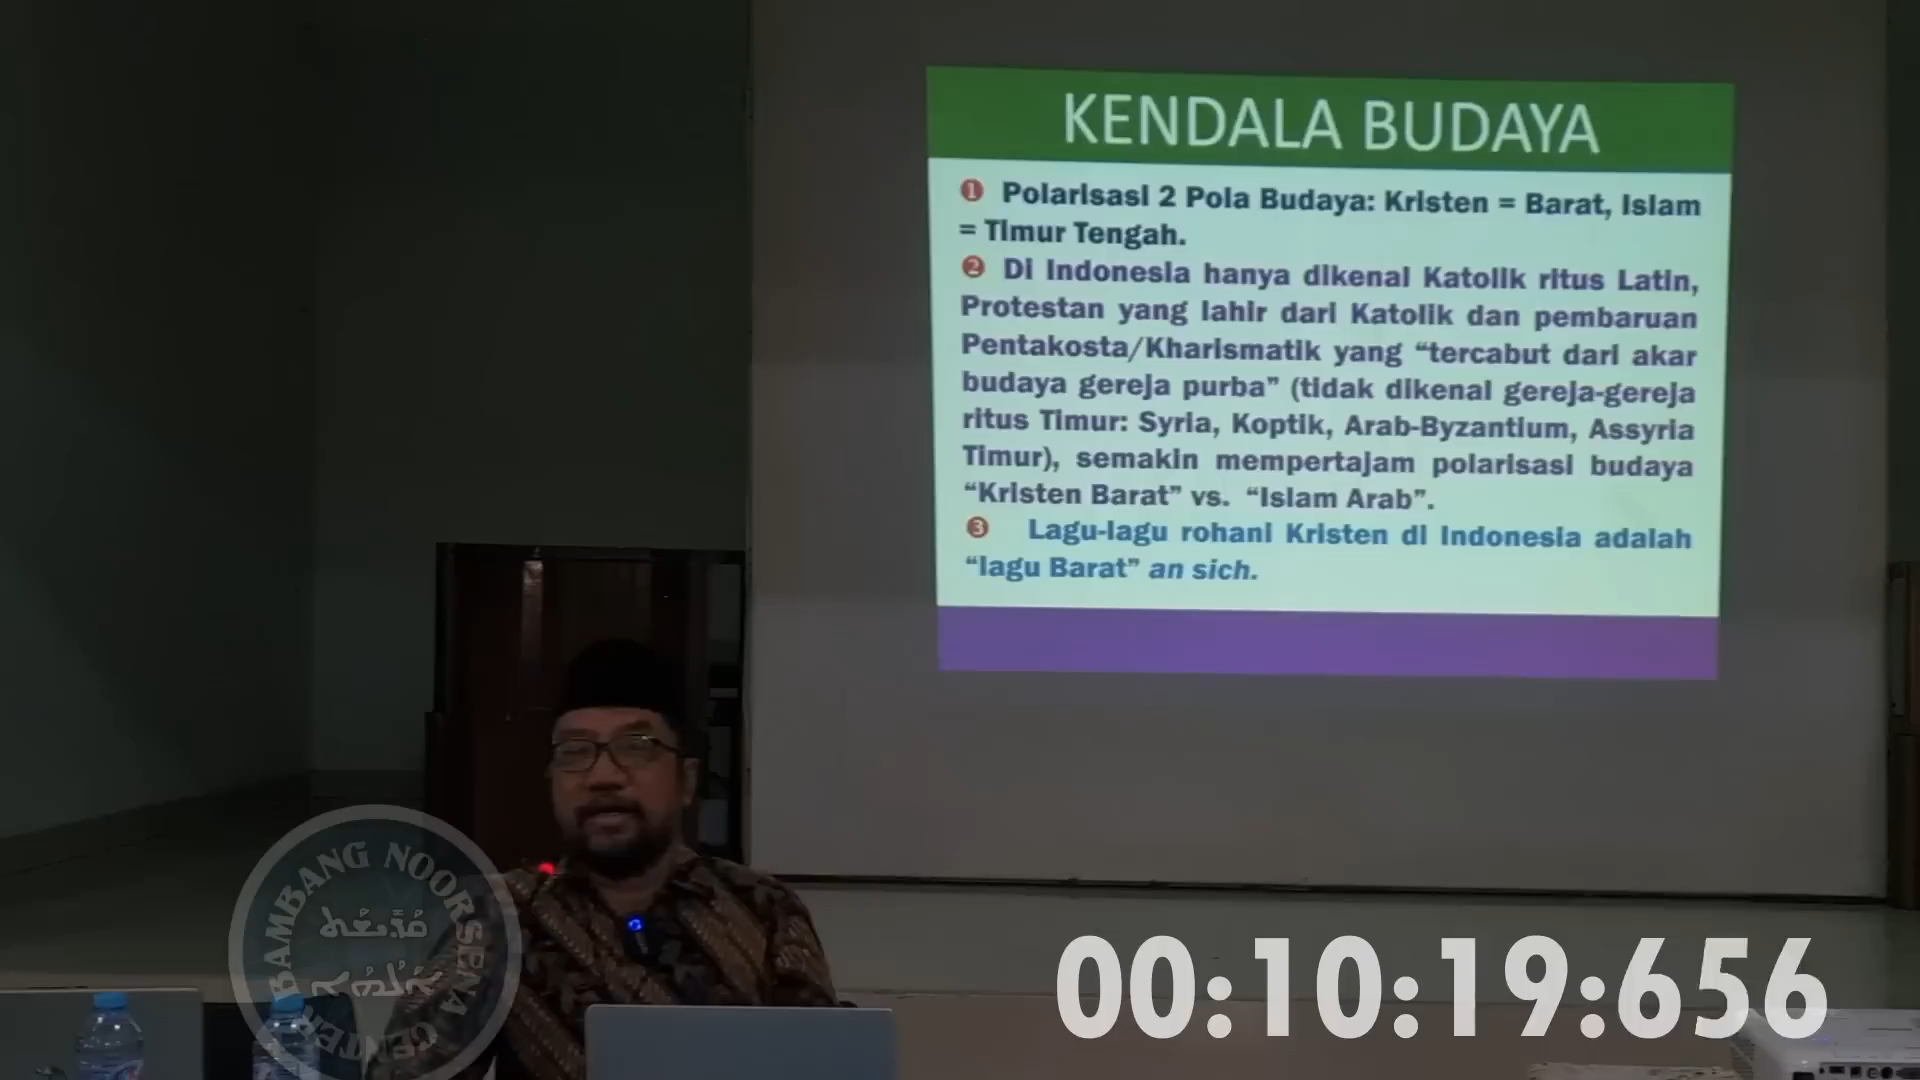 KENDALA BUDAYA
❶ Polarisasi 2 Pola Budaya: Kristen = Barat, Islam
= Timur Tengah.
❷ Di Indonesia hanya dikenal Katolik ritus Latin,
Protestan yang lahir dari Katolik dan pembaruan
Pentakosta/Kharismatik yang “tercabut dari akar
budaya gereja purba” (tidak dikenal gereja-gereja
ritus Timur: Syria, Koptik, Arab-Byzantium, Assyria
Timur), semakin mempertajam polarisasi budaya
“Kristen Barat” vs. “Islam Arab”.
❸ Lagu-lagu rohani Kristen di Indonesia adalah
“lagu Barat” an sich.
BAMBANG NOORSENA CENTER
00:10:19:656